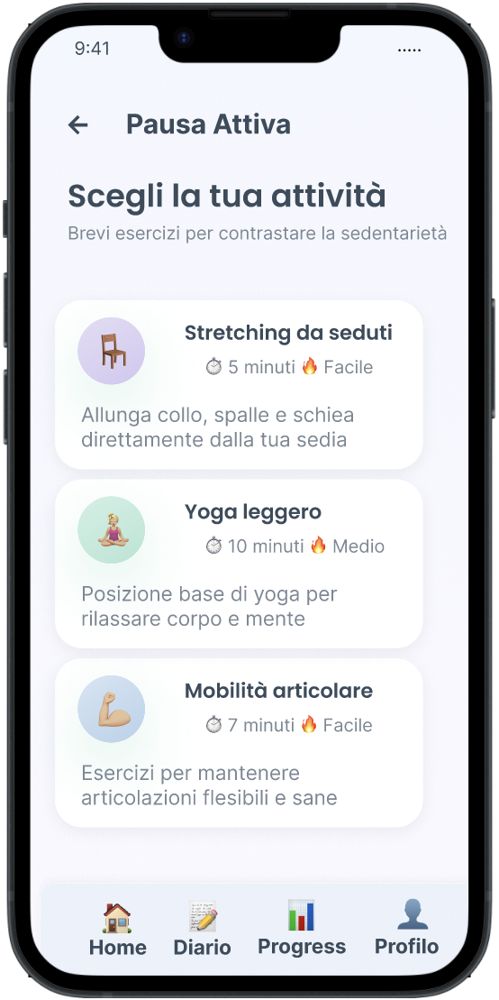 9:41
Pausa Attiva
Scegli la tua attività
Brevi esercizi per contrastare la sedentarietà
Stretching da seduti
5 minuti 🔥 Facile
Allunga collo, spalle e schiea
direttamente dalla tua sedia
Yoga leggero
10 minuti 🔥 Medio
Posizione base di yoga per
rilassare corpo e mente
Mobilità articolare
7 minuti 🔥 Facile
Esercizi per mantenere
articolazioni flesibili e sane
Home Diario Progress Profilo